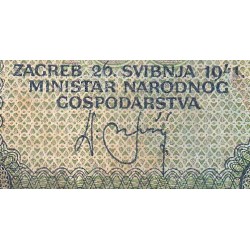 ZAGREB, 26. SVIBNJA 1941
MINISTAR NARODNOG
GOSPODARSTVA